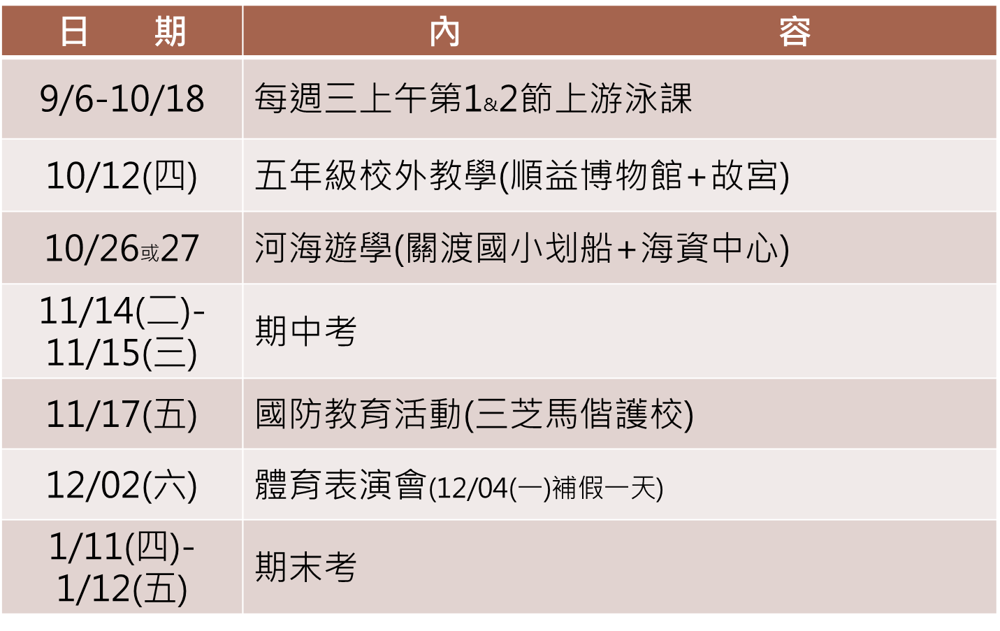 日 期 內 容
9/6-10/18 每週三上午第1&2節上游泳課
10/12(四) 五年級校外教學(順益博物館+故宮)
10/26或27 河海遊學(關渡國小划船+海資中心)
11/14(二)-
11/15(三)
期中考
11/17(五) 國防教育活動(三芝馬偕護校)
12/02(六) 體育表演會(12/04(一)補假一天)
1/11(四)-
1/12(五)
期末考